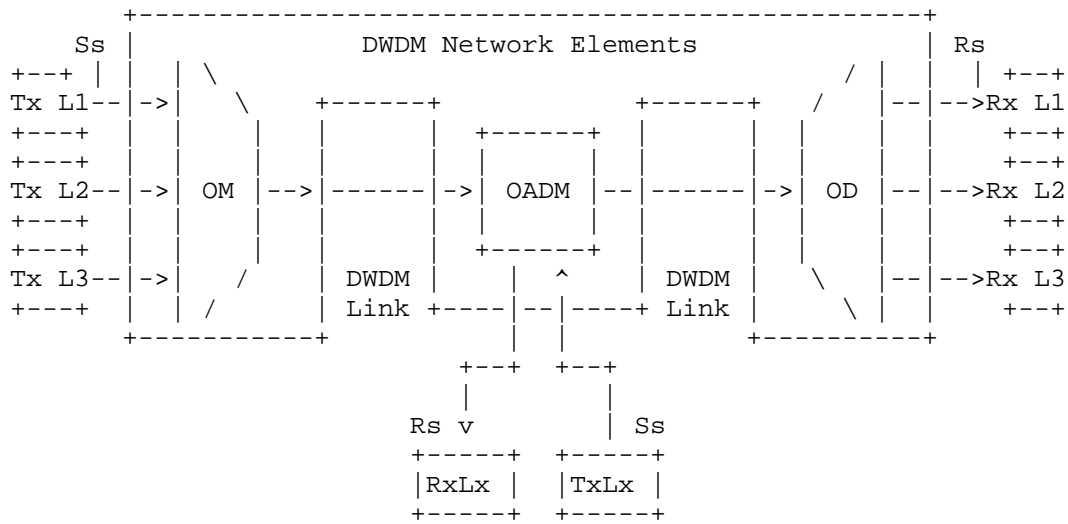 Ss DWDM Network Elements Rs
Tx L1 Rx L1
Tx L2 OM OADM OD Rx L2
Tx L3 DWDM DWDM Rx L3
Link Link
Rs v Ss
RxLx TxLx